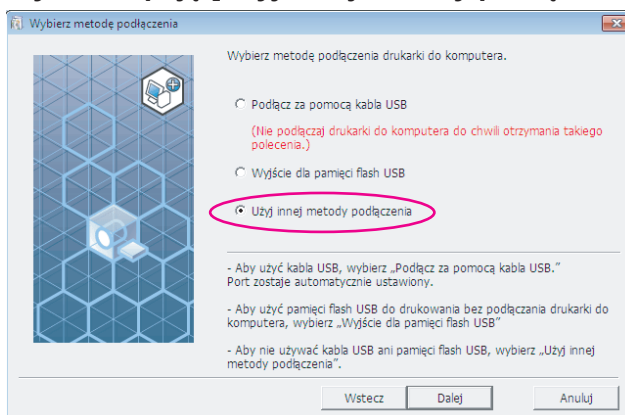 Wybierz metodę podłączenia
Wybierz metodę podłączenia drukarki do komputera.
Podłącz za pomocą kabla USB
(Nie podłączaj drukarki do komputera do chwili otrzymania takiego
polecenia.)
Wyjście dla pamięci flash USB
Użyj innej metody podłączenia
- Aby użyć kabla USB, wybierz „Podłącz za pomocą kabla USB.”
Port zostaje automatycznie ustawiony.
- Aby użyć pamięci flash USB do drukowania bez podłączania drukarki do
komputera, wybierz „Wyjście dla pamięci flash USB”
- Aby nie używać kabla USB ani pamięci flash USB, wybierz „Użyj innej
metody podłączenia”.
Wstecz Dalej Anuluj